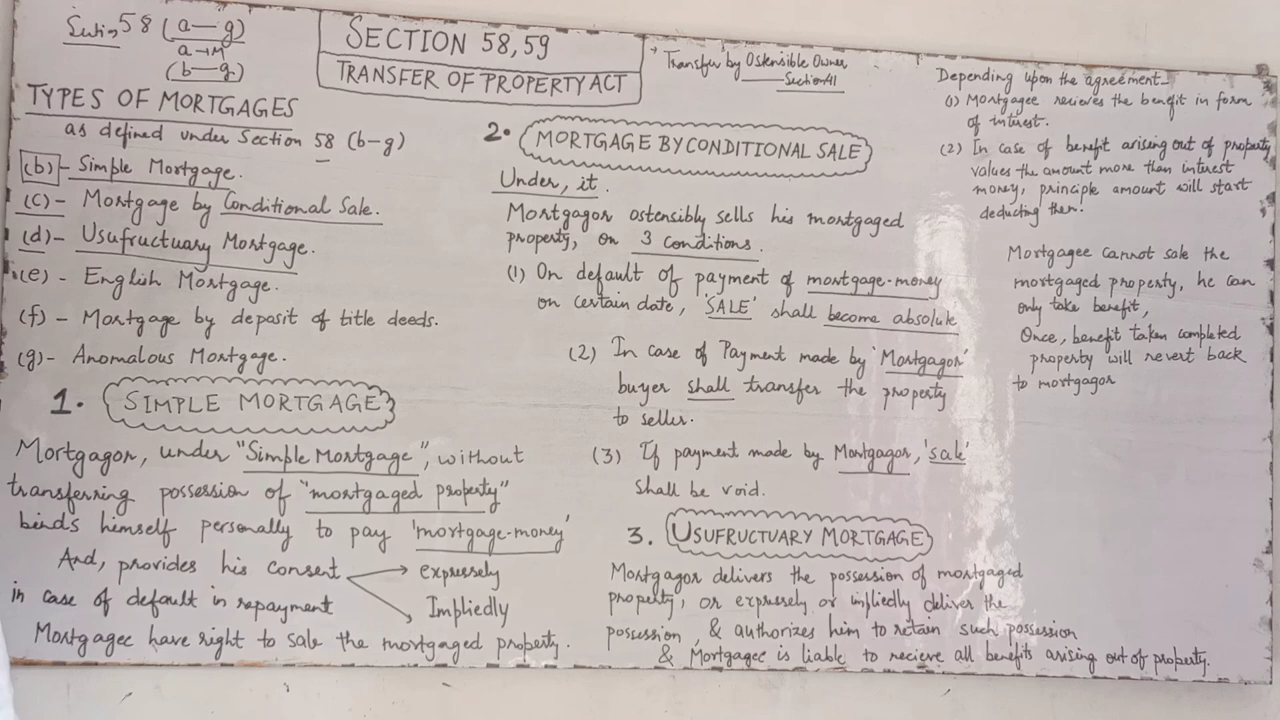 Section 58 (a — g)
a → M
(b — g)
SECTION 58, 59
TRANSFER OF PROPERTY ACT
Transfer by Ostensible Owner
Section 41
TYPES OF MORTGAGES
as defined under Section 58 (b-g)
(b) - Simple Mortgage.
(c) - Mortgage by Conditional Sale.
(d) - Usufructuary Mortgage.
(e) - English Mortgage.
(f) - Mortgage by deposit of title deeds.
(g) - Anomalous Mortgage.
1. SIMPLE MORTGAGE
Mortgagor, under "Simple Mortgage", without
transferring possession of "mortgaged property"
binds himself personally to pay 'mortgage-money'
And, provides his consent
expressely
Impliedly
in case of default in repayment
Mortgagee have right to sale the mortgaged property.
2. MORTGAGE BY CONDITIONAL SALE
Under, it.
Mortgagor ostensibly sells his mortgaged
property, on 3 conditions.
(1) On default of payment of mortgage-money
on certain date, 'SALE' shall become absolute
(2) In case of Payment made by 'Mortgagor'
buyer shall transfer the property
to seller.
(3) If payment made by Mortgagor, 'sale'
shall be void.
3. USUFRUCTUARY MORTGAGE
Mortgagor delivers the possession of mortgaged
property, or expressely or impliedly deliver the
possession, & authorizes him to retain such possession
& Mortgagee is liable to recieve all benefits arising out of property.
Depending upon the agreement -
(1) Mortgagee recieves the benefit in form
of interest.
(2) In case of benefit arising out of property
values the amount more than interest
money, principle amount will start
deducting then.
Mortgagee cannot sale the
mortgaged property, he can
only take benefit,
Once, benefit taken completed
property will revert back
to mortgagor